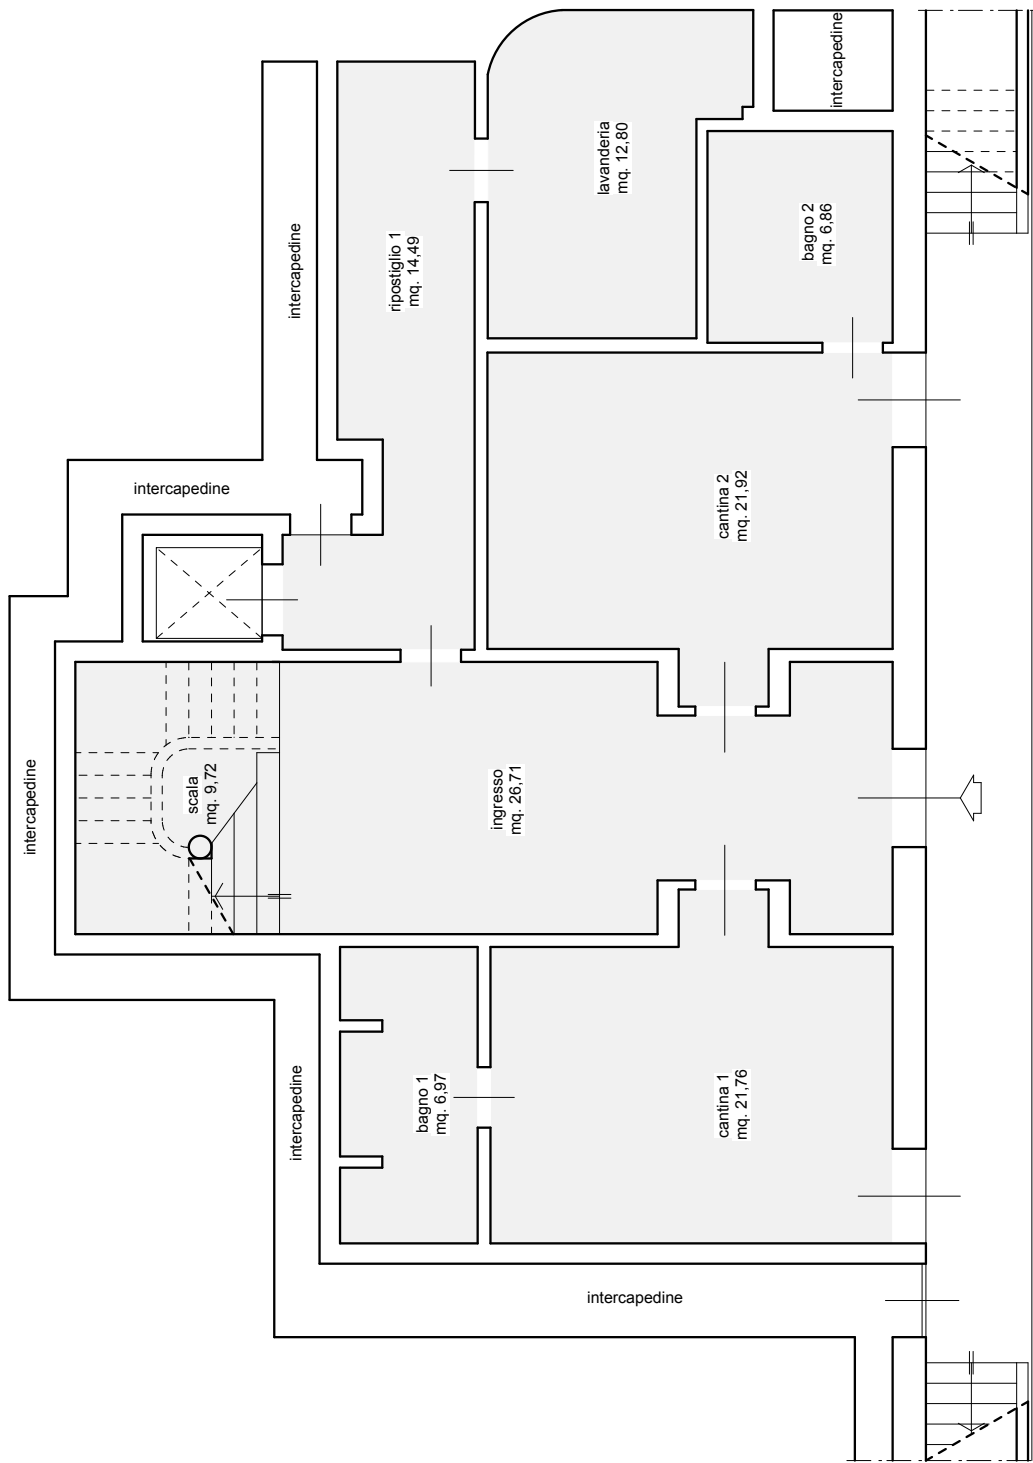 intercapedine
lavanderia
mq. 12,80
intercapedine
ripostiglio 1
mq. 14,49
bagno 2
mq. 6,86
intercapedine
cantina 2
mq. 21,92
intercapedine
scala
mq. 9,72
ingresso
mq. 26,71
intercapedine
bagno 1
mq. 6,97
cantina 1
mq. 21,76
intercapedine